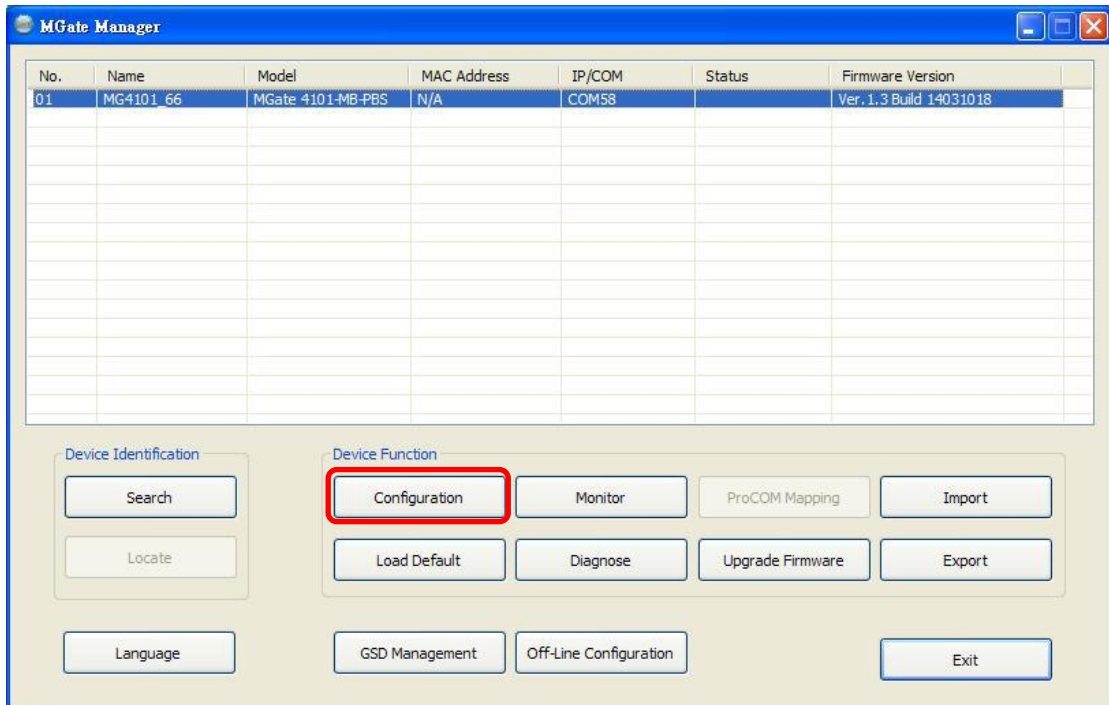 MGate Manager
No. Name Model MAC Address IP/COM Status Firmware Version
01 MG4101_66 MGate 4101-MB-PBS N/A COM58 Ver. 1.3 Build 14031018
Device Identification
Search
Locate
Device Function
Configuration Monitor ProCOM Mapping Import
Load Default Diagnose Upgrade Firmware Export
Language GSD Management Off-Line Configuration Exit